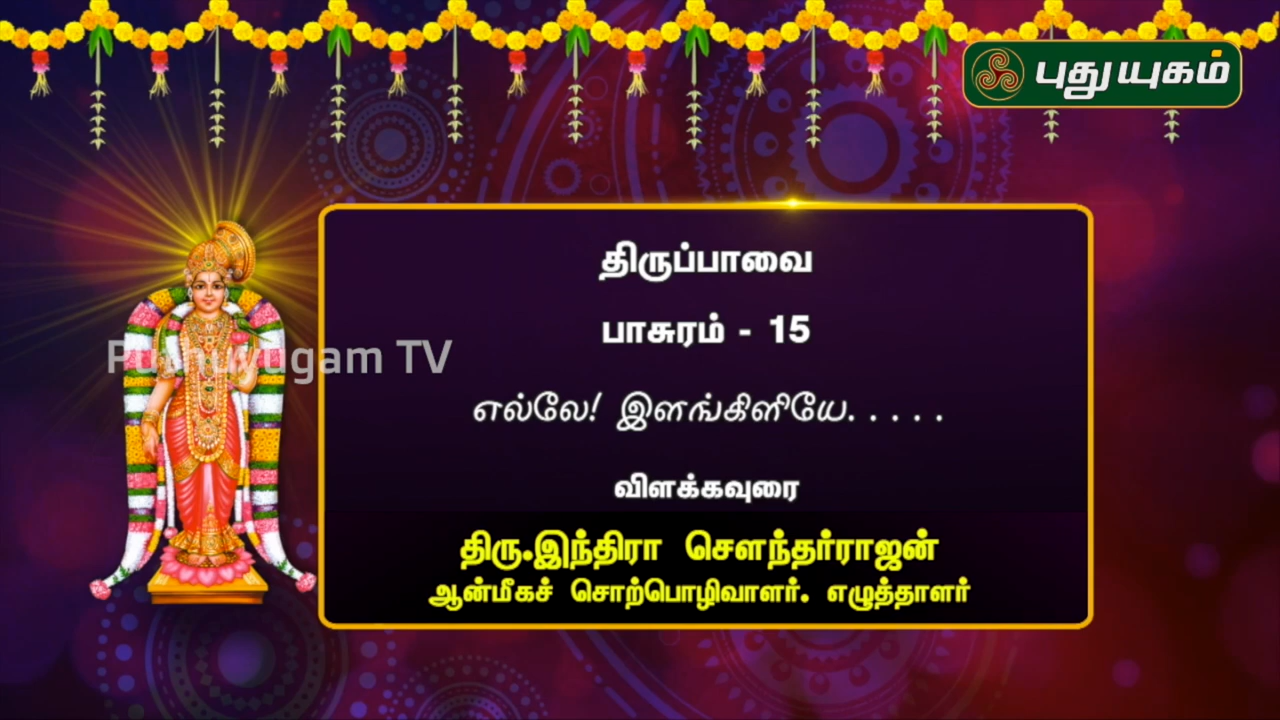 புதுயுகம்
திருப்பாவை
பாசுரம் - 15
Puthuyugam TV
எல்லே! இளங்கிளியே. . . . .
விளக்கவுரை
திரு.இந்திரா சௌந்தர்ராஜன்
ஆன்மீகச் சொற்பொழிவாளர். எழுத்தாளர்